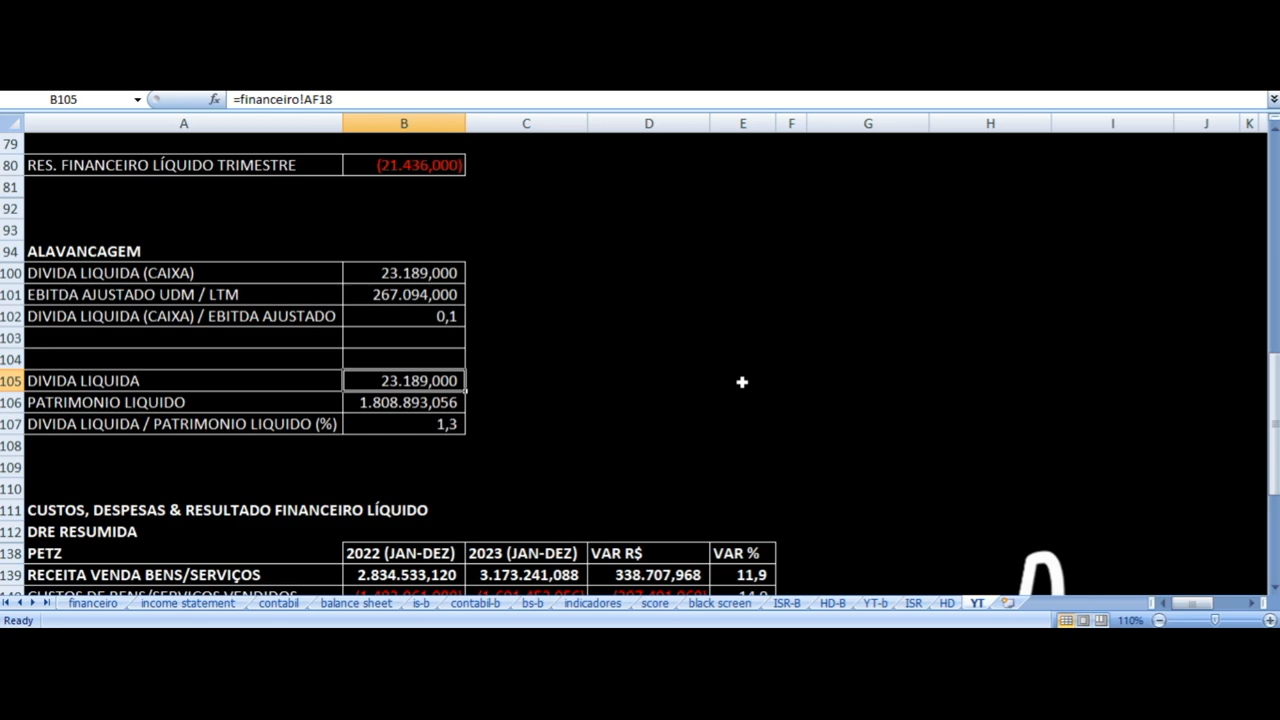 B105 fx =financeiro!AF18
A B C D E F G H I J K
79
80 RES. FINANCEIRO LÍQUIDO TRIMESTRE (21.436,000)
81
92
93
94 ALAVANCAGEM
100 DIVIDA LIQUIDA (CAIXA) 23.189,000
101 EBITDA AJUSTADO UDM / LTM 267.094,000
102 DIVIDA LIQUIDA (CAIXA) / EBITDA AJUSTADO 0,1
103
104
105 DIVIDA LIQUIDA 23.189,000
106 PATRIMONIO LIQUIDO 1.808.893,056
107 DIVIDA LIQUIDA / PATRIMONIO LIQUIDO (%) 1,3
108
109
110
111 CUSTOS, DESPESAS & RESULTADO FINANCEIRO LÍQUIDO
112 DRE RESUMIDA
138 PETZ 2022 (JAN-DEZ) 2023 (JAN-DEZ) VAR R$ VAR %
139 RECEITA VENDA BENS/SERVIÇOS 2.834.533,120 3.173.241,088 338.707,968 11,9
financeiro income statement contabil balance sheet is-b contabil-b bs-b indicadores score black screen ISR-B HD-B YT-b ISR HD YT
Ready 110%